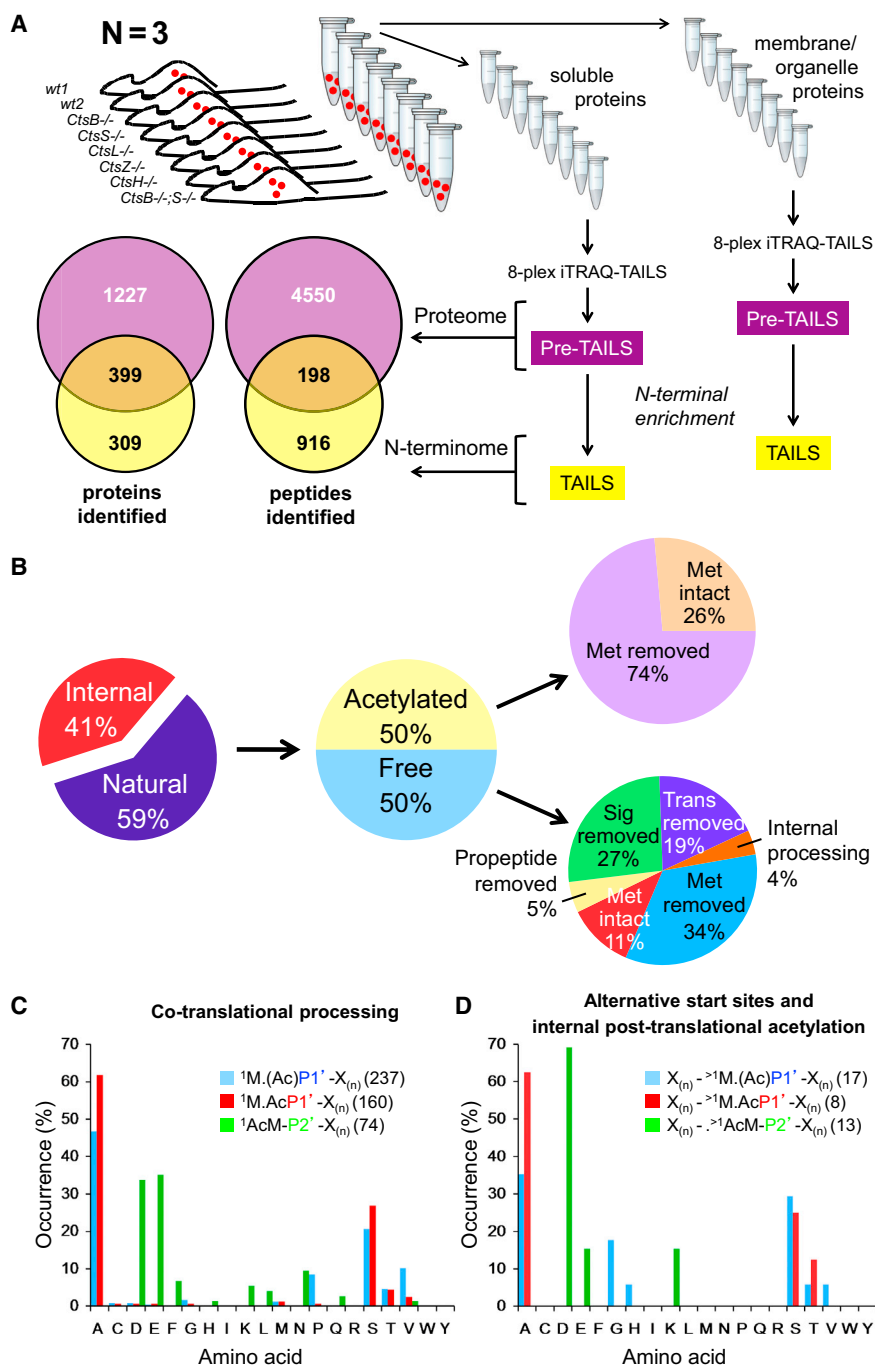 A
N = 3
wt1
wt2
CtsB-/-
CtsS-/-
CtsL-/-
CtsZ-/-
CtsH-/-
CtsB-/-;S-/-
soluble
proteins
membrane/
organelle
proteins
8-plex iTRAQ-TAILS
8-plex iTRAQ-TAILS
1227
4550
Proteome
Pre-TAILS
Pre-TAILS
399
198
N-terminal
enrichment
309
916
N-terminome
TAILS
TAILS
proteins
identified
peptides
identified
B
Internal
41%
Natural
59%
Acetylated
50%
Free
50%
Met
intact
26%
Met removed
74%
Sig
removed
27%
Trans
removed
19%
Internal
processing
4%
Propeptide
removed
5%
Met
intact
11%
Met
removed
34%
C
Co-translational processing
¹M.(Ac)P1’-X(n) (237)
¹M.AcP1’-X(n) (160)
¹AcM-P2’-X(n) (74)
Occurrence (%)
70
60
50
40
30
20
10
0
A C D E F G H I K L M N P Q R S T V W Y
Amino acid
D
Alternative start sites and
internal post-translational acetylation
X(n) - >¹M.(Ac)P1’-X(n) (17)
X(n) - >¹M.AcP1’-X(n) (8)
X(n) - .>¹AcM-P2’-X(n) (13)
Occurrence (%)
70
60
50
40
30
20
10
0
A C D E F G H I K L M N P Q R S T V W Y
Amino acid